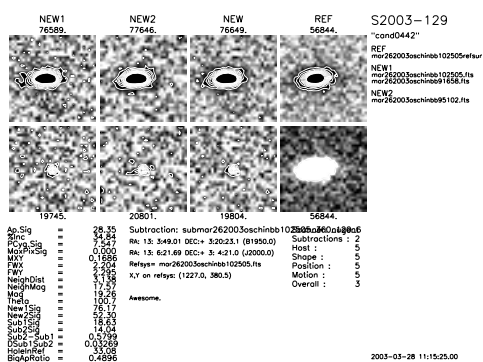 NEW1 NEW2 NEW REF
76589. 77646. 76649. 56844.
S2003-129
"cand0442"
REF
mar262003oschinbb102505refsur
NEW1
mar262003oschinbb102505.fts
mar262003oschinbb91658.fts
NEW2
mar262003oschinbb95102.fts
19745. 20801. 19804. 56844.
Ap.Sig = 28.35
%Inc = 34.84
PCyg.Sig = 7.547
MaxPixSig = 0.000
MXY = 0.1686
FWX = 2.204
FWY = 2.295
NeighDist = 3.138
NeighMag = 17.57
Mag = 19.26
Theta = 100.7
New1Sig = 76.17
New2Sig = 52.30
Sub1Sig = 18.63
Sub2Sig = 14.04
Sub2-Sub1 = 0.5799
DSub1Sub2 = 0.03269
HoleInRef = 33.08
BigApRatio = 0.4896
Subtraction: submar262003oschinbb102505
RA: 13: 3:49.01 DEC:+ 3:20:23.1 (B1950.0)
RA: 13: 6:21.69 DEC:+ 3: 4:21.0 (J2000.0)
Refsys= mar262003oschinbb102505.fts
X,Y on refsys: (1227.0, 380.5)
Awesome.
Subtractions : 2
Host : 5
Shape : 5
Position : 5
Motion : 5
Overall : 3
2003-03-28 11:15:25.00